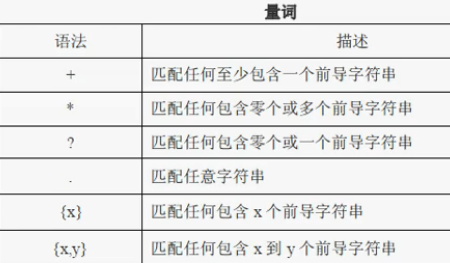 量词
语法 描述
+ 匹配任何至少包含一个前导字符串
* 匹配任何包含零个或多个前导字符串
? 匹配任何包含零个或一个前导字符串
. 匹配任意字符串
{x} 匹配任何包含 x 个前导字符串
{x,y} 匹配任何包含 x 到 y 个前导字符串